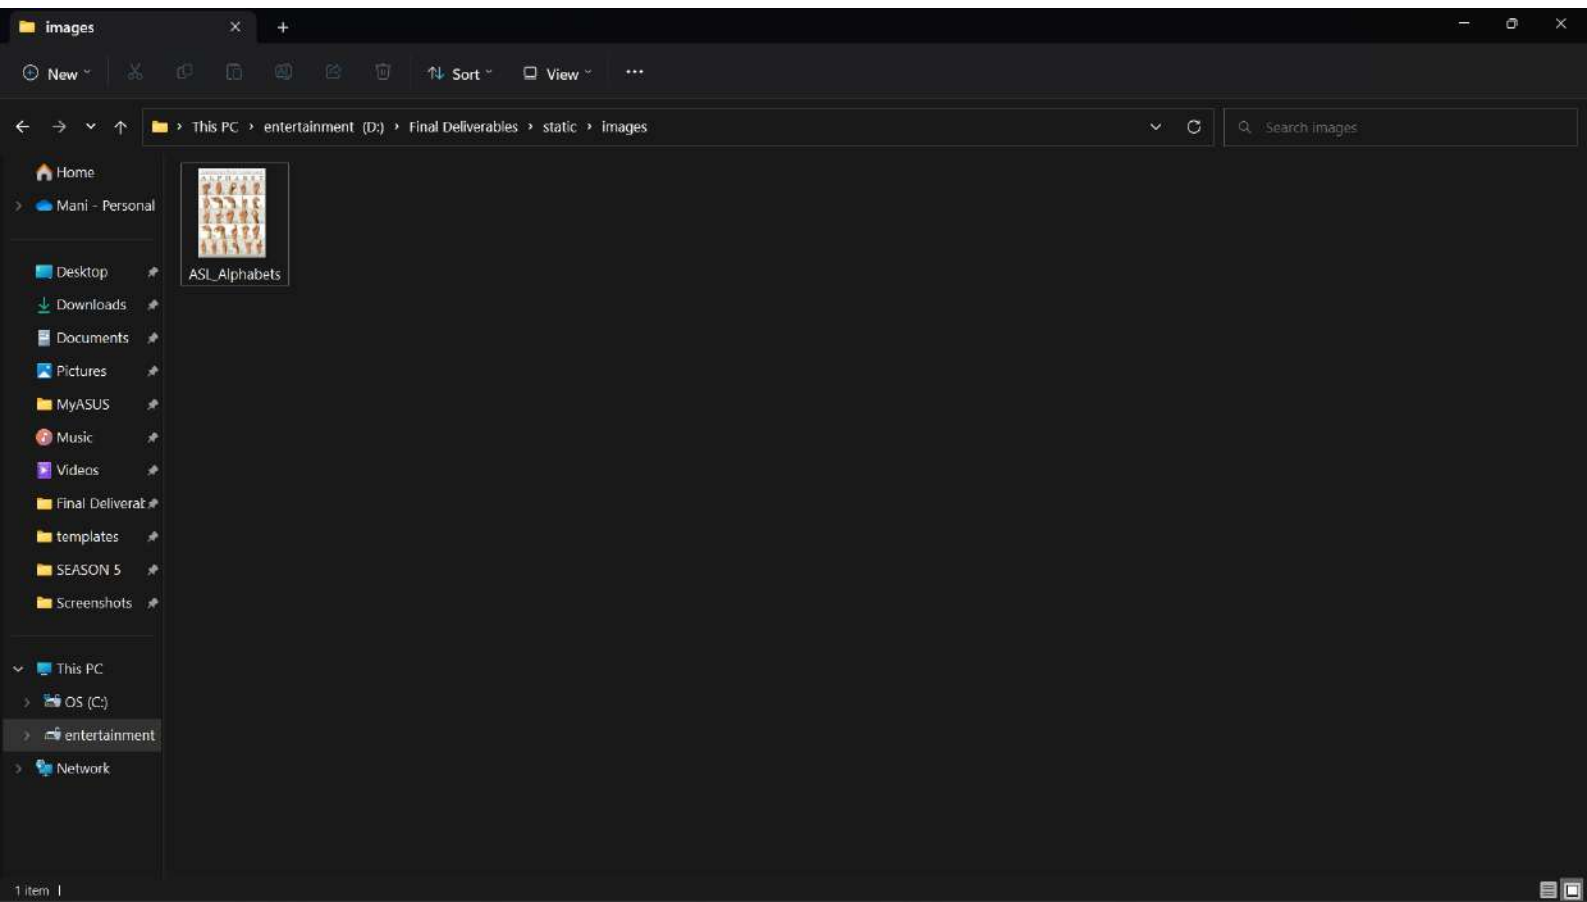 images
New
Sort
View
This PC
entertainment (D:)
Final Deliverables
static
images
Search images
Home
Mani - Personal
Desktop
Downloads
Documents
Pictures
MyASUS
Music
Videos
Final Deliverat
templates
SEASON 5
Screenshots
This PC
OS (C:)
entertainment
Network
ALPHABET
ASL_Alphabets
1 item